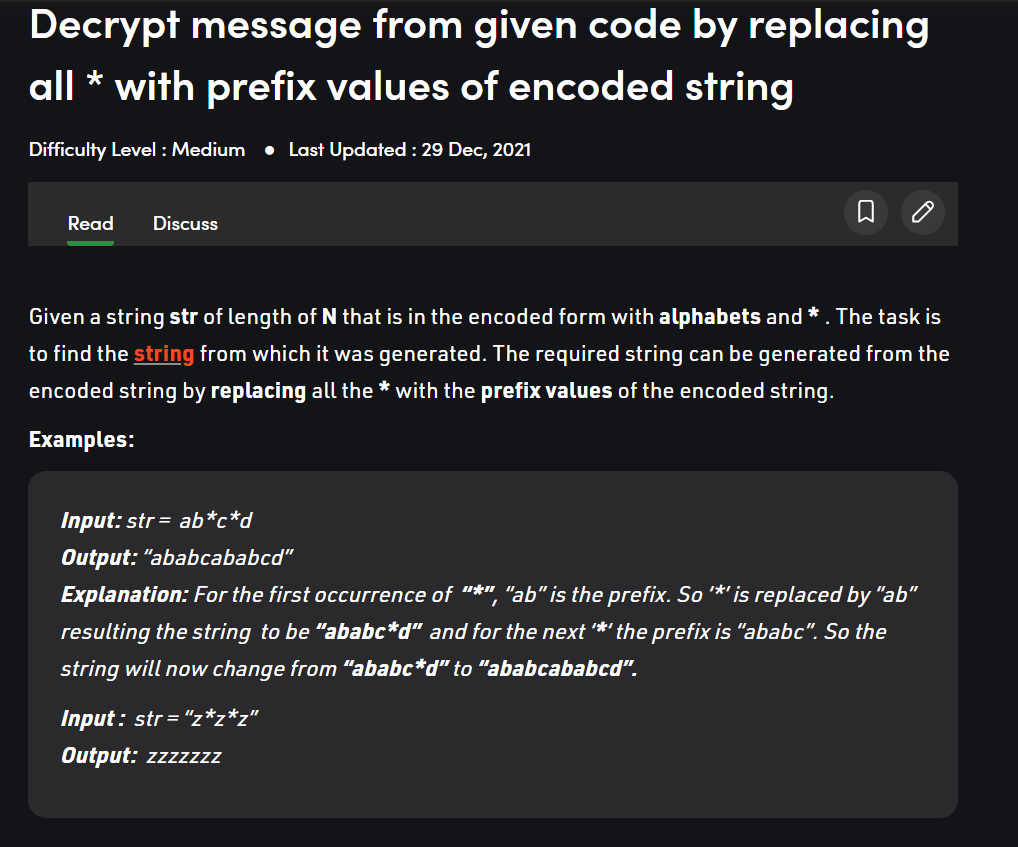 Decrypt message from given code by replacing
all * with prefix values of encoded string
Difficulty Level : Medium ● Last Updated : 29 Dec, 2021
Read Discuss
Given a string str of length of N that is in the encoded form with alphabets and * . The task is
to find the string from which it was generated. The required string can be generated from the
encoded string by replacing all the * with the prefix values of the encoded string.
Examples:
Input: str = ab*c*d
Output: “ababcababcd”
Explanation: For the first occurrence of “*”, “ab” is the prefix. So ‘*’ is replaced by “ab”
resulting the string to be “ababc*d” and for the next ‘*’ the prefix is “ababc”. So the
string will now change from “ababc*d” to “ababcababcd”.
Input : str = “z*z*z”
Output: zzzzzzz